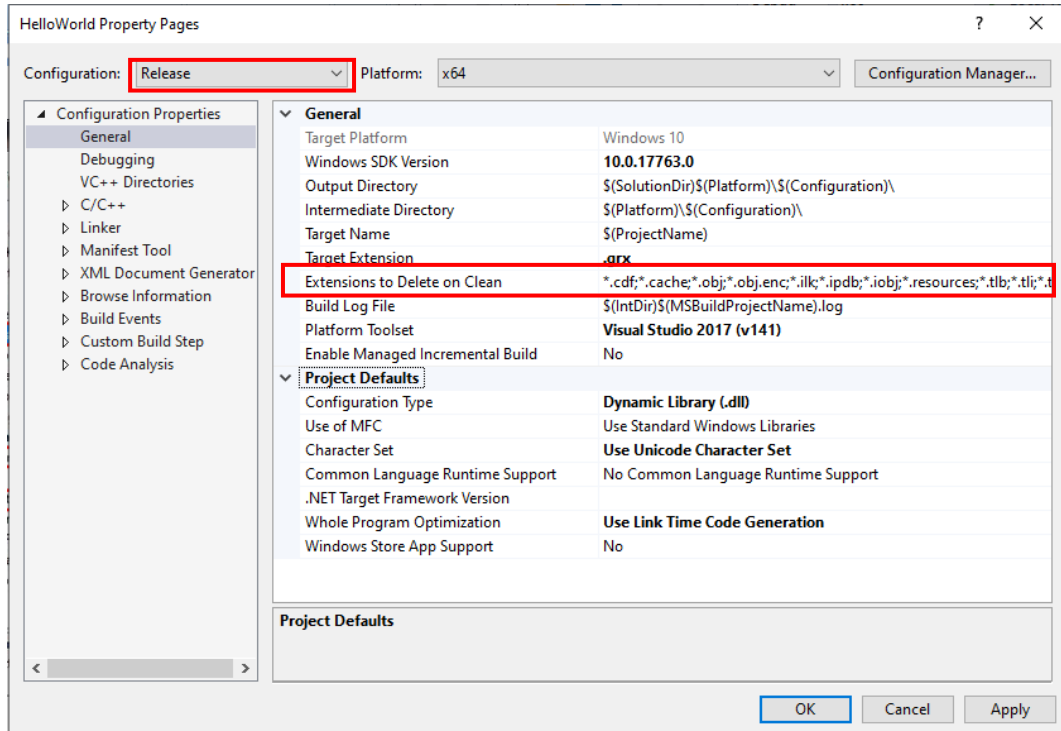 HelloWorld Property Pages
?
Configuration: Release Platform: x64 Configuration Manager...
Configuration Properties
General
Debugging
VC++ Directories
C/C++
Linker
Manifest Tool
XML Document Generator
Browse Information
Build Events
Custom Build Step
Code Analysis
General
Target Platform Windows 10
Windows SDK Version 10.0.17763.0
Output Directory $(SolutionDir)$(Platform)\$(Configuration)\
Intermediate Directory $(Platform)\$(Configuration)\
Target Name $(ProjectName)
Target Extension .grx
Extensions to Delete on Clean *.cdf;*.cache;*.obj;*.obj.enc;*.ilk;*.ipdb;*.iobj;*.resources;*.tlb;*.tli;*.t
Build Log File $(IntDir)$(MSBuildProjectName).log
Platform Toolset Visual Studio 2017 (v141)
Enable Managed Incremental Build No
Project Defaults
Configuration Type Dynamic Library (.dll)
Use of MFC Use Standard Windows Libraries
Character Set Use Unicode Character Set
Common Language Runtime Support No Common Language Runtime Support
.NET Target Framework Version
Whole Program Optimization Use Link Time Code Generation
Windows Store App Support No
Project Defaults
OK Cancel Apply